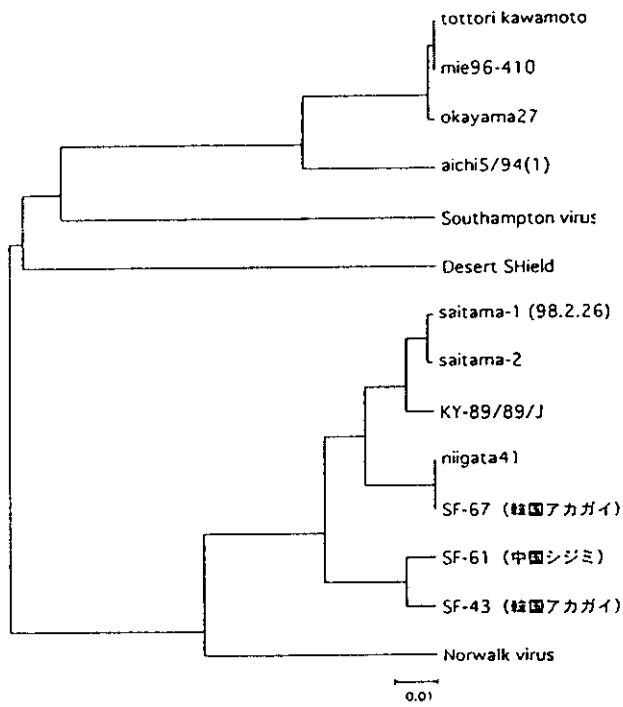 tottori kawamoto
mie96-410
okayama27
aichi5/94(1)
Southampton virus
Desert SHield
saitama-1 (98.2.26)
saitama-2
KY-89/89/J
niigata41
SF-67 (韓国アカガイ)
SF-61 (中国シジミ)
SF-43 (韓国アカガイ)
Norwalk virus
0.01